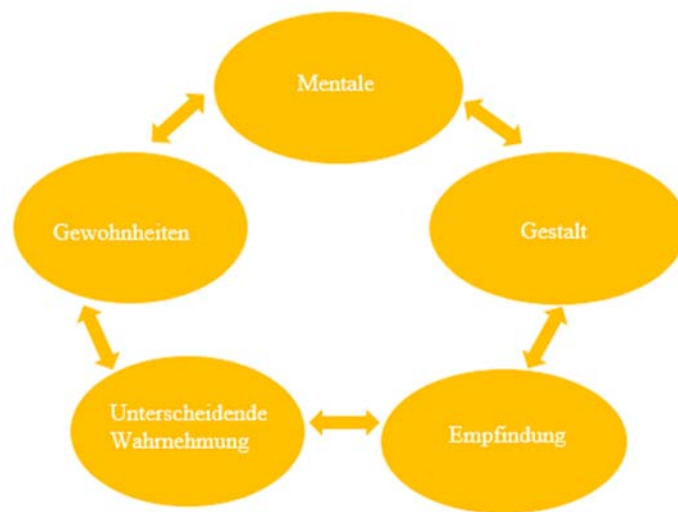 Mentale
Gewohnheiten
Gestalt
Unterscheidende
Wahrnehmung
Empfindung